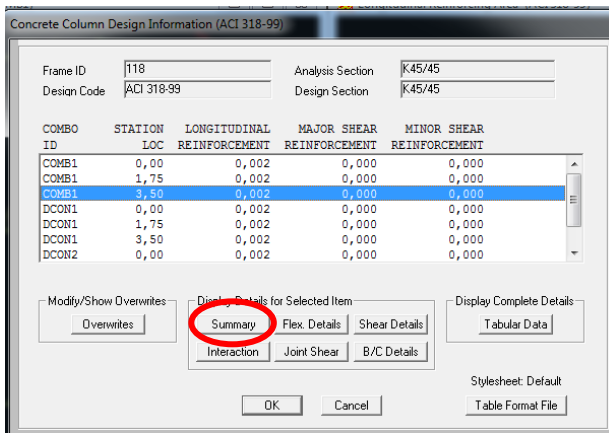 Longitudinal Reinforcing Area (ACI 318-99)
Concrete Column Design Information (ACI 318-99)
Frame ID 118 Analysis Section K45/45
Design Code ACI 318-99 Design Section K45/45
COMBO STATION LONGITUDINAL MAJOR SHEAR MINOR SHEAR
ID LOC REINFORCEMENT REINFORCEMENT REINFORCEMENT
COMB1 0,00 0,002 0,000 0,000
COMB1 1,75 0,002 0,000 0,000
COMB1 3,50 0,002 0,000 0,000
DCON1 0,00 0,002 0,000 0,000
DCON1 1,75 0,002 0,000 0,000
DCON1 3,50 0,002 0,000 0,000
DCON2 0,00 0,002 0,000 0,000
Modify/Show Overwrites Display Details for Selected Item Display Complete Details
Overwrites Summary Flex. Details Shear Details Tabular Data
Interaction Joint Shear B/C Details
Stylesheet: Default
OK Cancel Table Format File